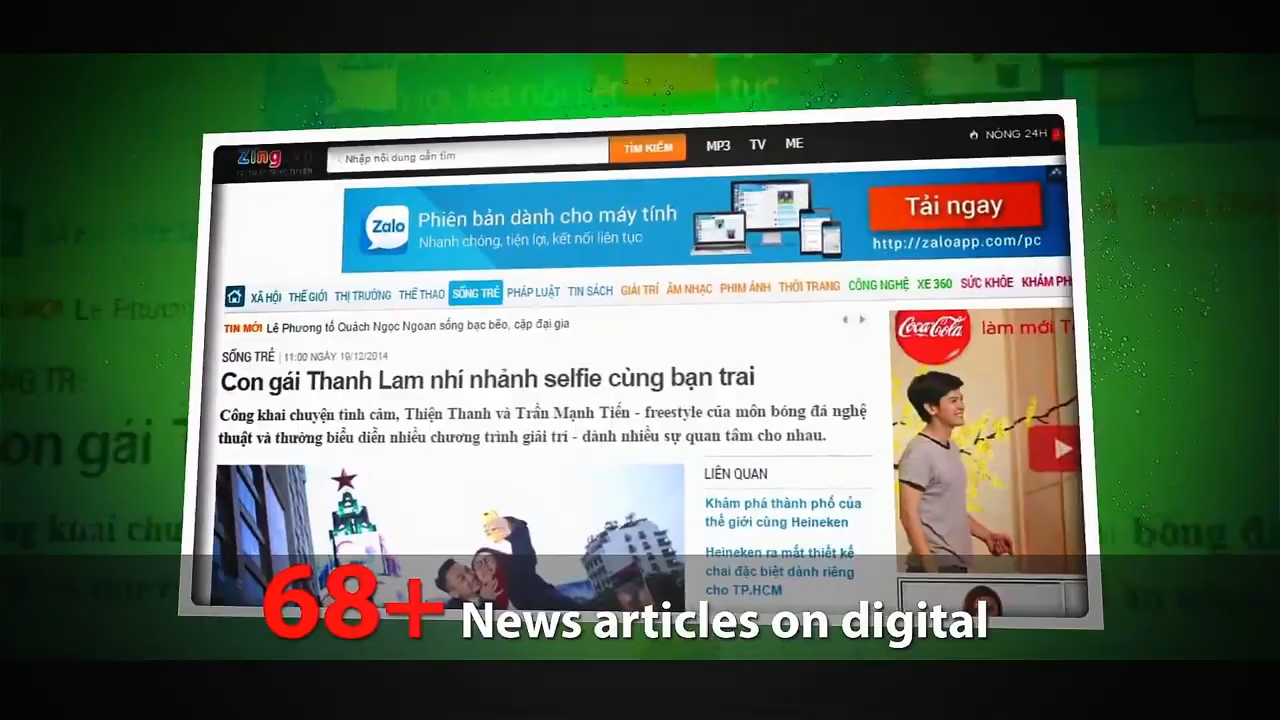 Zing
Nhập nội dung cần tìm
TÌM KIẾM
MP3 TV ME
NÓNG 24H
Zalo
Phiên bản dành cho máy tính
Nhanh chóng, tiện lợi, kết nối liên tục
Tải ngay
http://zaloapp.com/pc
XÃ HỘI THẾ GIỚI THỊ TRƯỜNG THỂ THAO SỐNG TRẺ PHÁP LUẬT TIN SÁCH GIẢI TRÍ ÂM NHẠC PHIM ẢNH THỜI TRANG CÔNG NGHỆ XE 360 SỨC KHỎE KHÁM PH
TIN MỚI Lê Phương tố Quách Ngọc Ngoan sống bạc bẽo, cặp đại gia
SỐNG TRẺ | 11:00 NGÀY 19/12/2014
Con gái Thanh Lam nhí nhảnh selfie cùng bạn trai
Công khai chuyện tình cảm, Thiện Thanh và Trần Mạnh Tiến - freestyle của môn bóng đá nghệ
thuật và thường biểu diễn nhiều chương trình giải trí - dành nhiều sự quan tâm cho nhau.
Coca-Cola
làm mới T
LIÊN QUAN
Khám phá thành phố của
thế giới cùng Heineken
Heineken ra mắt thiết kế
chai đặc biệt dành riêng
cho TP.HCM
68+ News articles on digital